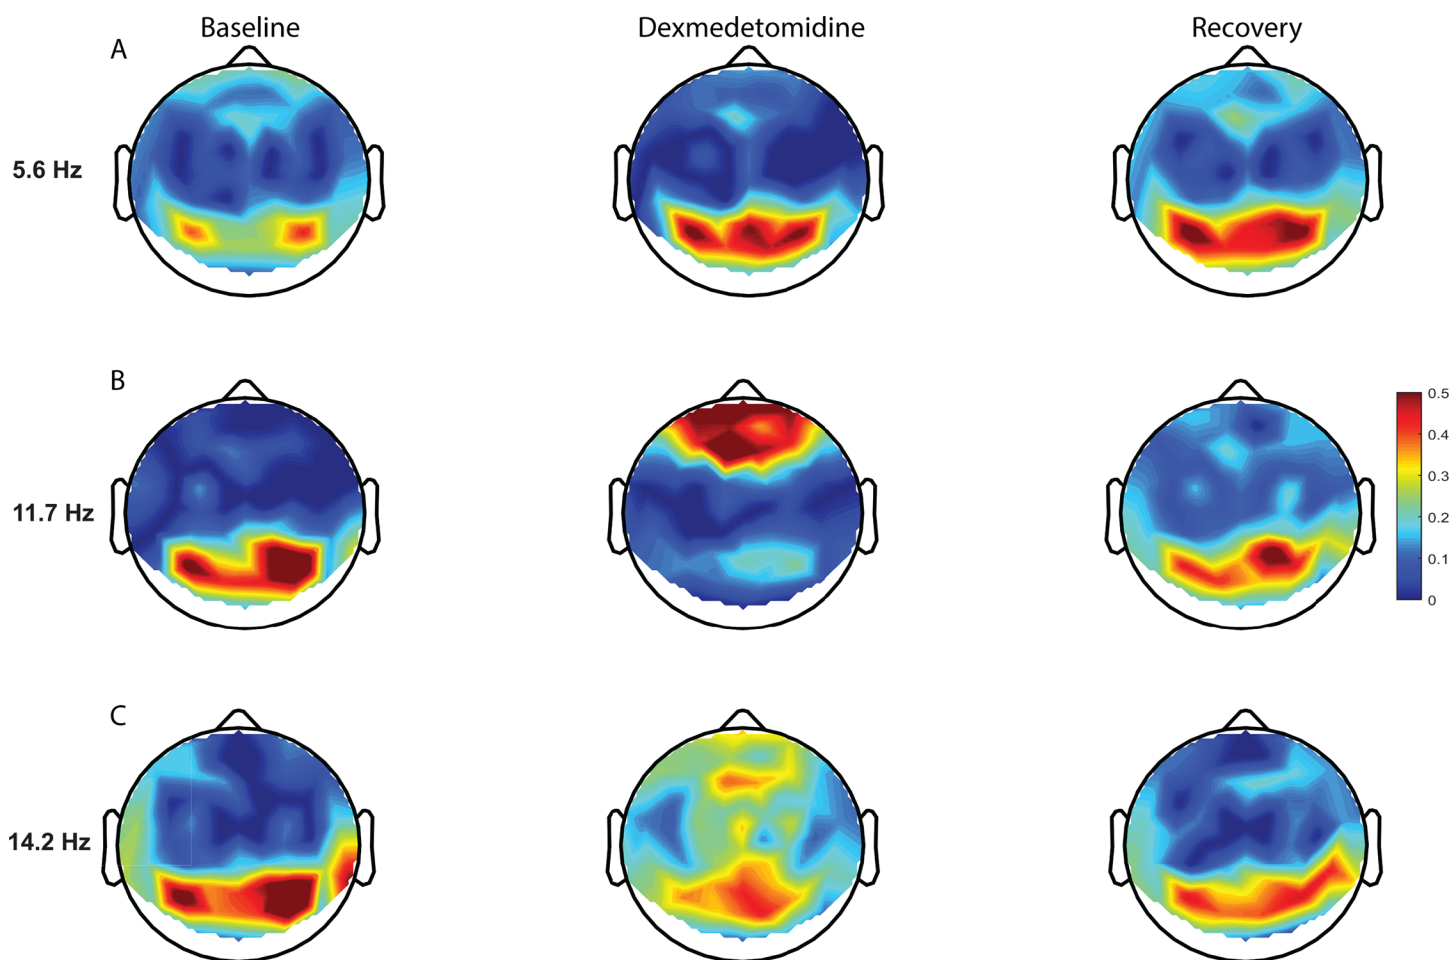 Baseline
Dexmedetomidine
Recovery
A
5.6 Hz
B
11.7 Hz
0.5
0.4
0.3
0.2
0.1
0
C
14.2 Hz